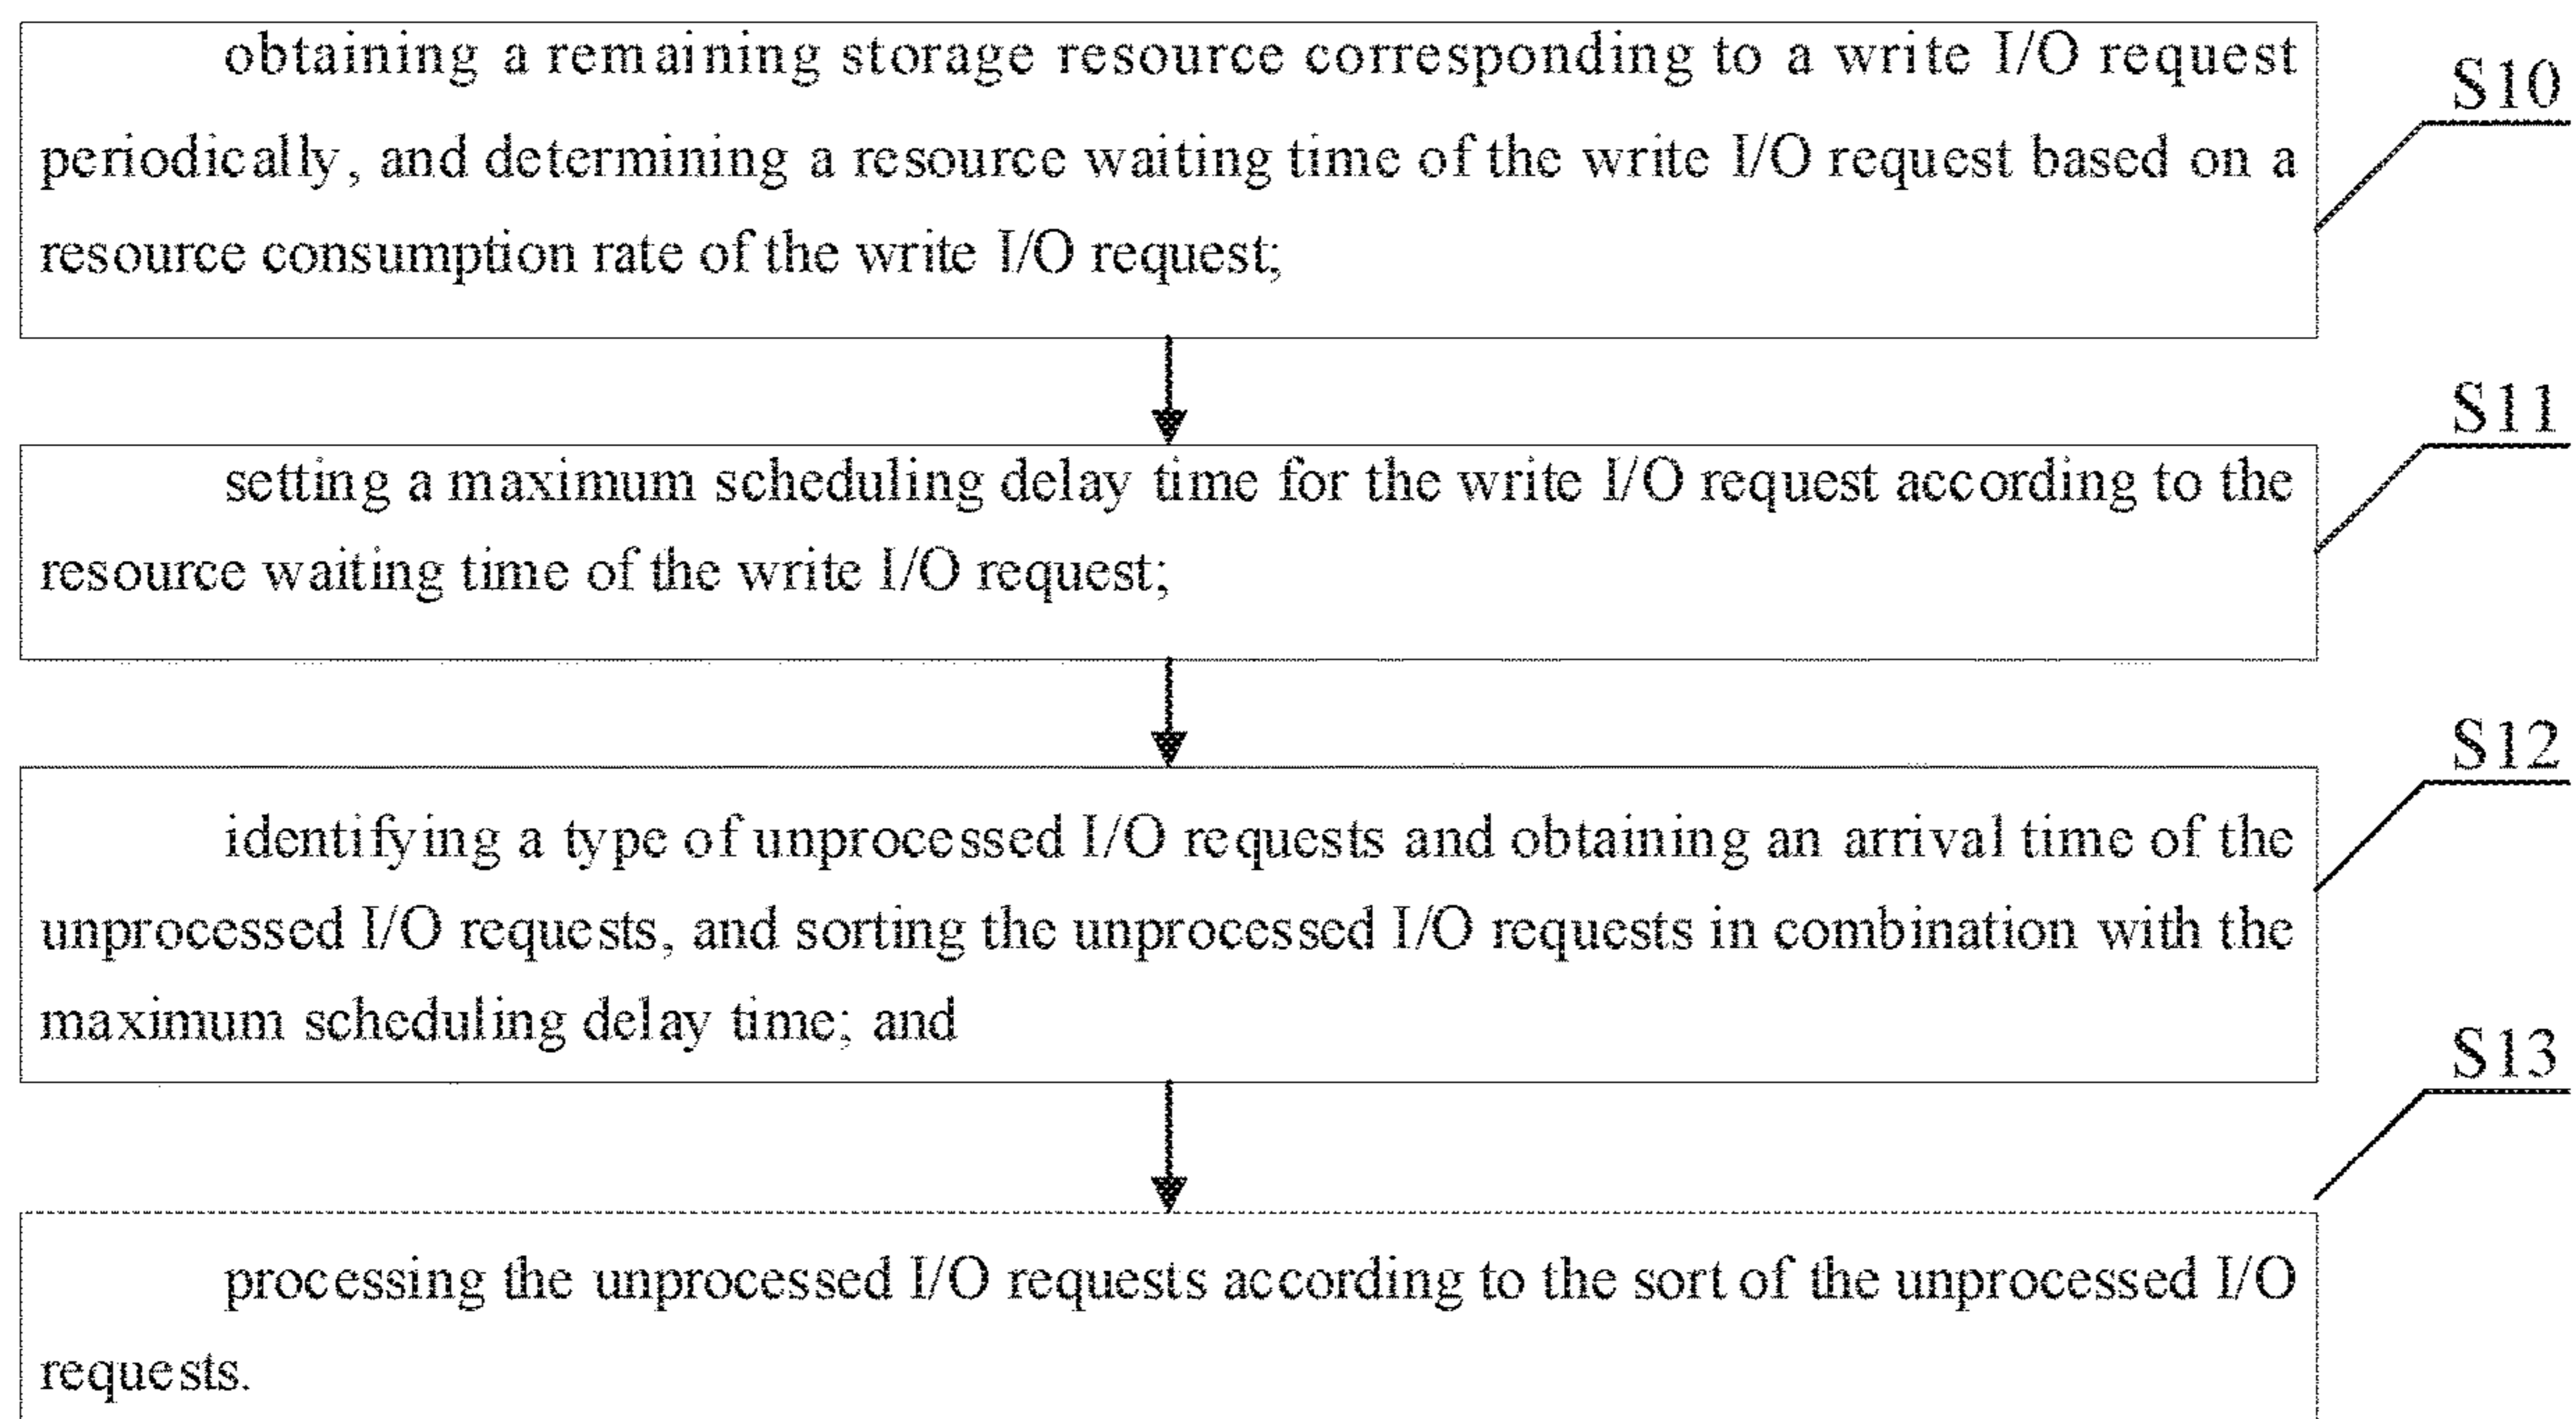 obtaining a remaining storage resource corresponding to a write I/O request
S10
periodically, and determining a resource waiting time of the write I/O request based on a
resource consumption rate of the write I/O request;
S11
setting a maximum scheduling delay time for the write I/O request according to the
resource waiting time of the write I/O request;
S12
identifying a type of unprocessed I/O requests and obtaining an arrival time of the
unprocessed I/O requests, and sorting the unprocessed I/O requests in combination with the
maximum scheduling delay time; and
S13
processing the unprocessed I/O requests according to the sort of the unprocessed I/O
requests.